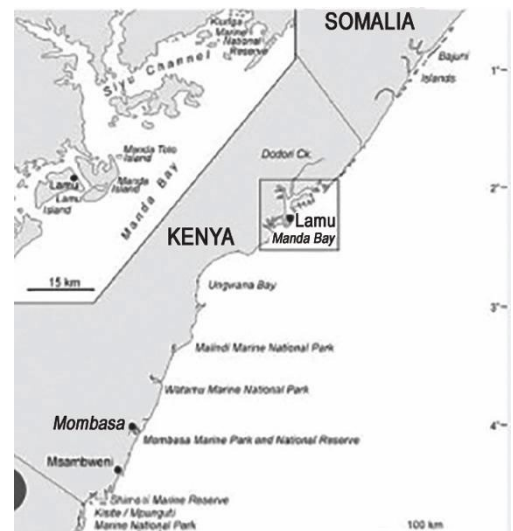 SOMALIA
Kiunga
Marine
National
Reserve
Siyu Channel
Bajuni
Islands
1°
Dodori Ck.
Manda Toto
Island
Lamu
Manda
Island
Lamu
Island
Manda Bay
2°
Lamu
Manda Bay
KENYA
15 km
Ungwana Bay
3°
Malindi Marine National Park
Watamu Marine National Park
Mombasa
4°
Mombasa Marine Park and National Reserve
Msambweni
Marine Reserve
Kisite / Mpunguti
Marine National Park
100 km